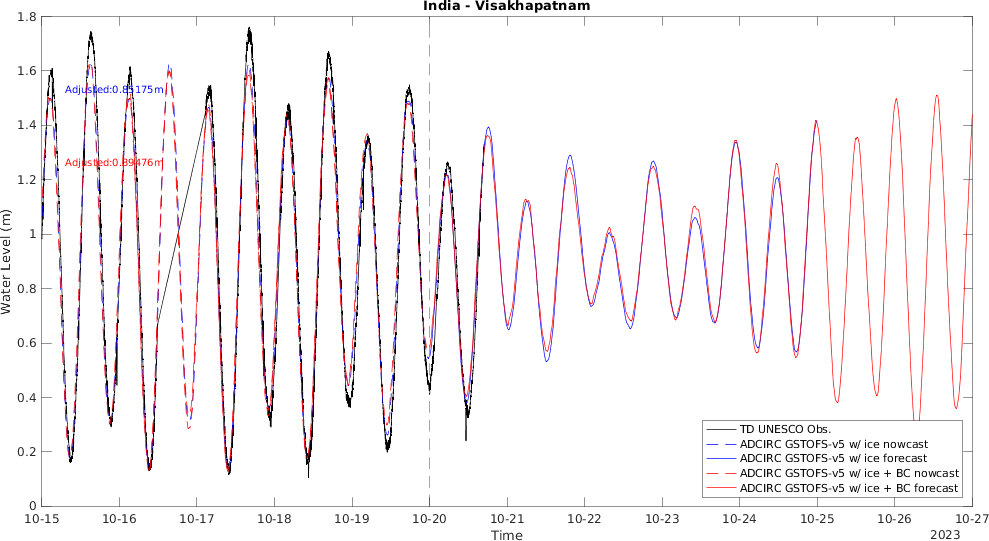 India - Visakhapatnam
Water Level (m)
1.8
1.6
1.4
1.2
1
0.8
0.6
0.4
0.2
0
Adjusted:0.85175m
Adjusted:0.89476m
TD UNESCO Obs.
ADCIRC GSTOFS-v5 w/ ice nowcast
ADCIRC GSTOFS-v5 w/ ice forecast
ADCIRC GSTOFS-v5 w/ ice + BC nowcast
ADCIRC GSTOFS-v5 w/ ice + BC forecast
10-15 10-16 10-17 10-18 10-19 10-20 10-21 10-22 10-23 10-24 10-25 10-26 10-27
Time
2023